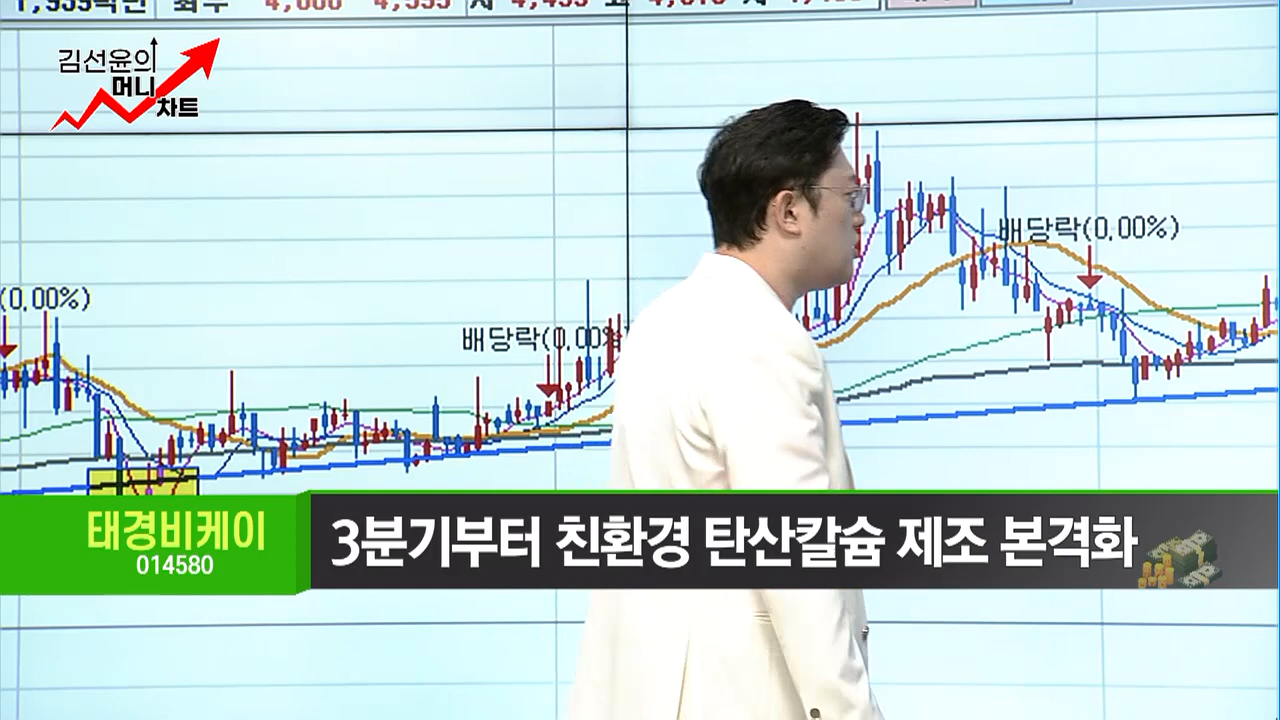 김선윤의
머니
차트
(0.00%)
배당락(0.00%)
배당락(0.00%)
태경비케이
014580
3분기부터 친환경 탄산칼슘 제조 본격화